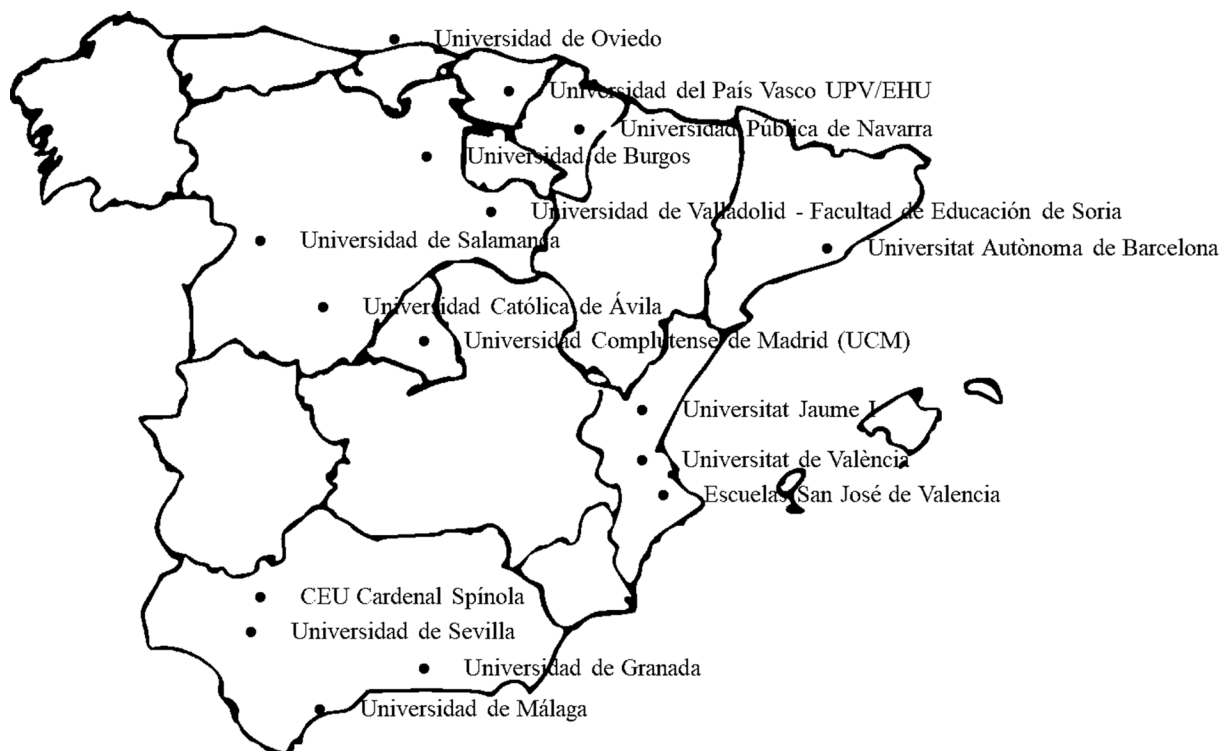 Universidad de Oviedo
Universidad del País Vasco UPV/EHU
Universidad Pública de Navarra
Universidad de Burgos
Universidad de Valladolid - Facultad de Educación de Soria
Universidad de Salamanca
Universitat Autònoma de Barcelona
Universidad Católica de Ávila
Universidad Complutense de Madrid (UCM)
Universitat Jaume I
Universitat de València
Escuelas San José de Valencia
CEU Cardenal Spínola
Universidad de Sevilla
Universidad de Granada
Universidad de Málaga